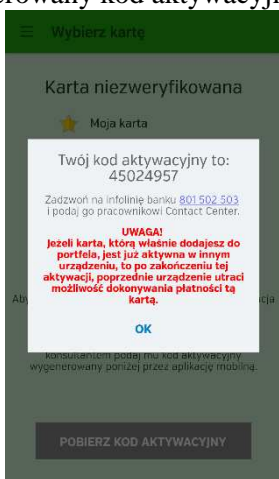 kod aktywacyj
Wybierz kartę
Karta niezweryfikowana
Moja karta
Twój kod aktywacyjny to:
45024957
Zadzwoń na infolinię banku 801 502 503
i podaj go pracownikowi Contact Center.
UWAGA!
Jeżeli karta, którą właśnie dodajesz do
portfela, jest już aktywna w innym
urządzeniu, to po zakończeniu tej
aktywacji, poprzednie urządzenie utraci
możliwość dokonywania płatności tą
kartą.
OK
konsultantem podaj mu kod aktywacyjny
wygenerowany poniżej przez aplikację mobilną.
POBIERZ KOD AKTYWACYJNY